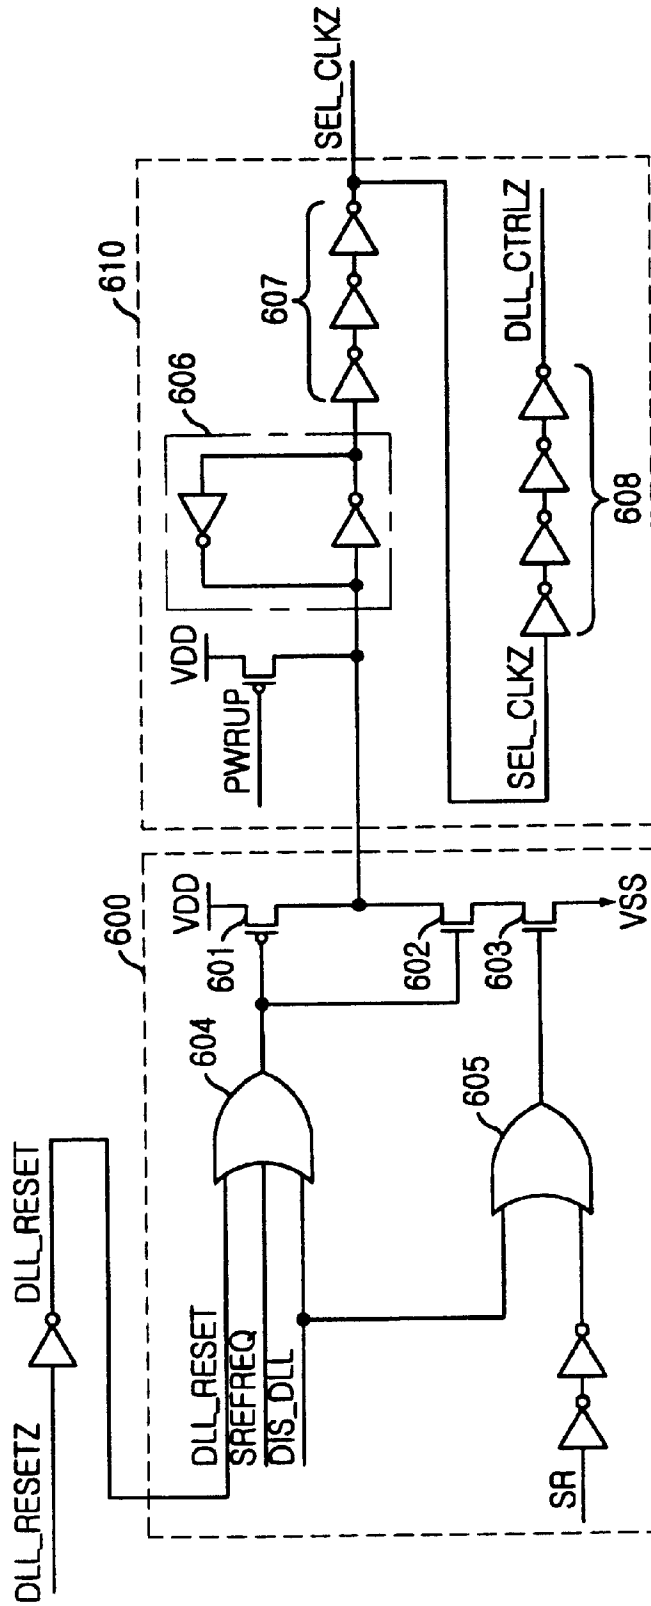 DLL_RESETZ
DLL_RESET
600
DLL_RESET
SREFREQ
DIS_DLL
SR
604
605
VDD
601
602
603
VSS
610
PWRUP
VDD
606
607
SEL_CLKZ
SEL_CLKZ
608
DLL_CTRLZ